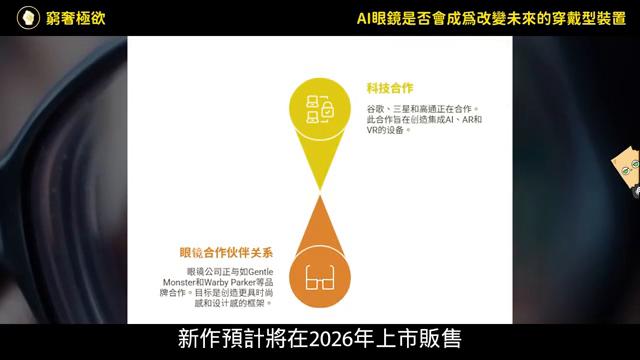 窮奢極欲
AI眼鏡是否會成爲改變未來的穿戴型裝置
科技合作
谷歌、三星和高通正在合作。
此合作旨在创造集成AI、AR和
VR的设备。
眼镜合作伙伴关系
眼镜公司正与如Gentle
Monster和Warby Parker等品
牌合作。目标是创造更具时尚
感和设计感的框架。
新作預計將在2026年上市販售